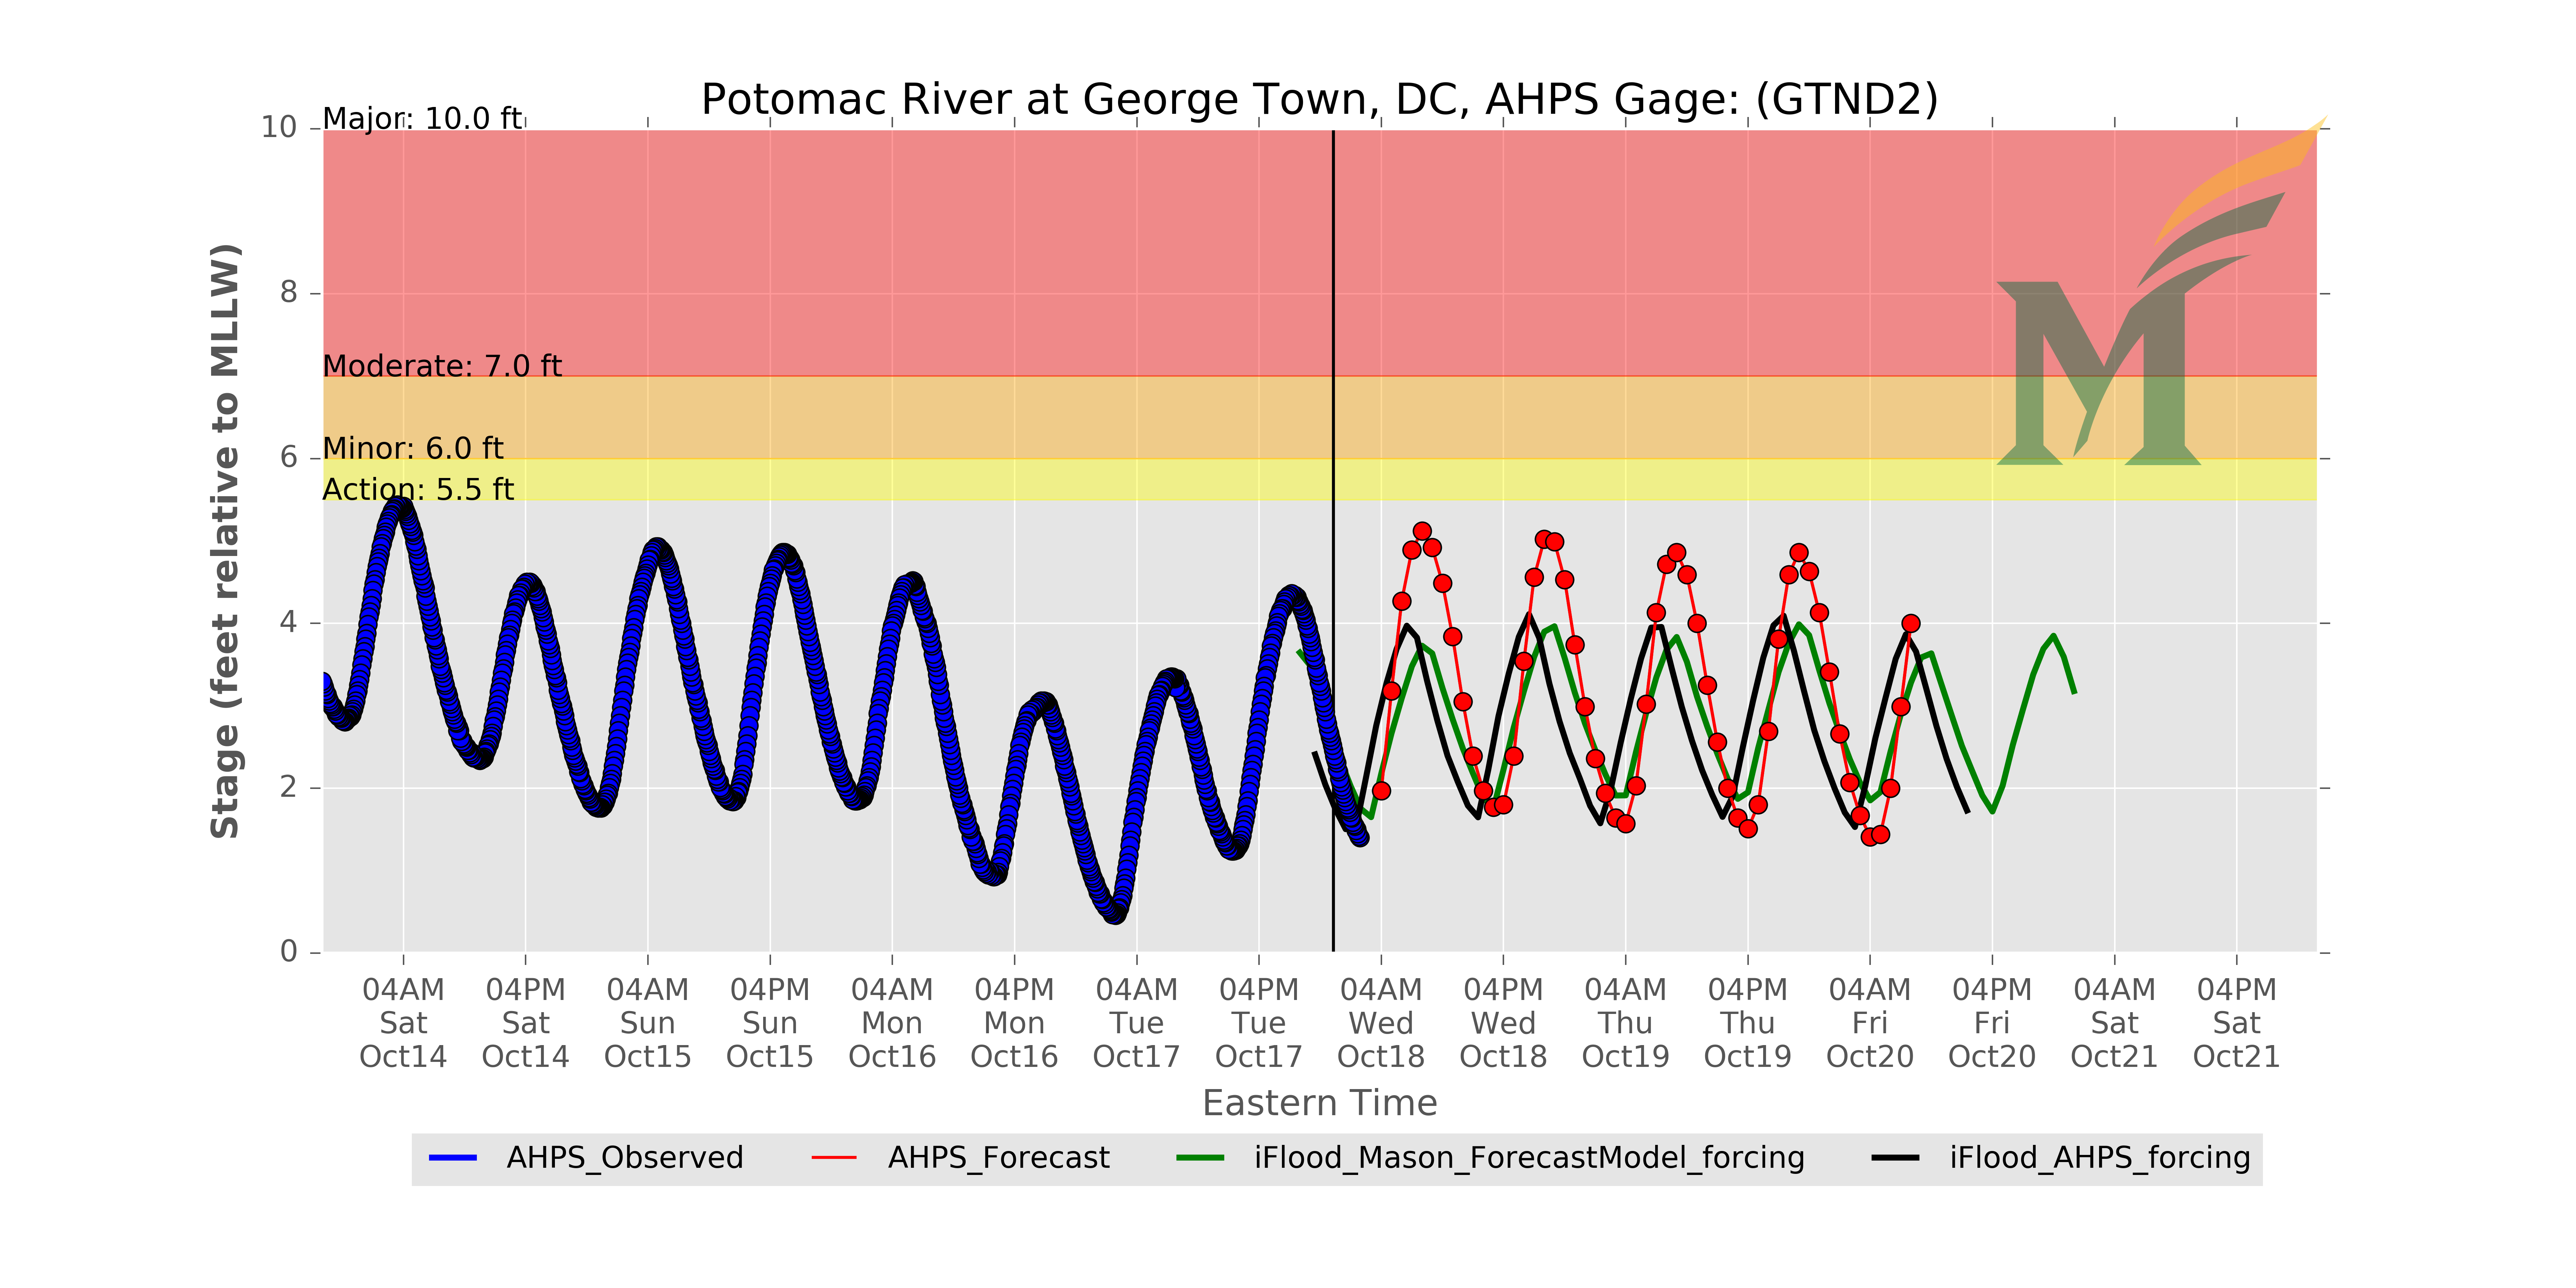 Potomac River at George Town, DC, AHPS Gage: (GTND2)
Stage (feet relative to MLLW)
10
8
6
4
2
0
Major: 10.0 ft
Moderate: 7.0 ft
Minor: 6.0 ft
Action: 5.5 ft
M
04AM 04PM 04AM 04PM 04AM 04PM 04AM 04PM 04AM 04PM 04AM 04PM 04AM 04PM 04AM 04PM
Sat Sat Sun Sun Mon Mon Tue Tue Wed Wed Thu Thu Fri Fri Sat Sat
Oct14 Oct14 Oct15 Oct15 Oct16 Oct16 Oct17 Oct17 Oct18 Oct18 Oct19 Oct19 Oct20 Oct20 Oct21 Oct21
Eastern Time
AHPS_Observed AHPS_Forecast iFlood_Mason_ForecastModel_forcing iFlood_AHPS_forcing